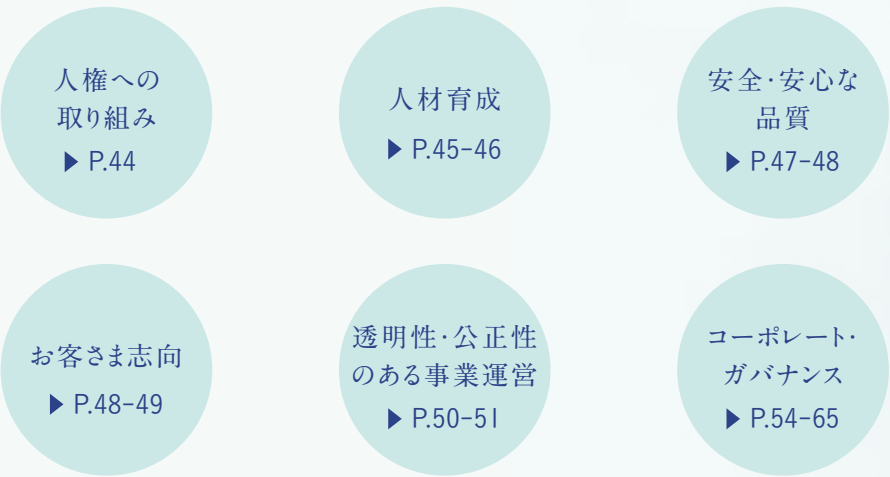 人権への
取り組み
▶ P.44
人材育成
▶ P.45-46
安全・安心な
品質
▶ P.47-48
お客さま志向
▶ P.48-49
透明性・公正性
のある事業運営
▶ P.50-51
コーポレート・
ガバナンス
▶ P.54-65